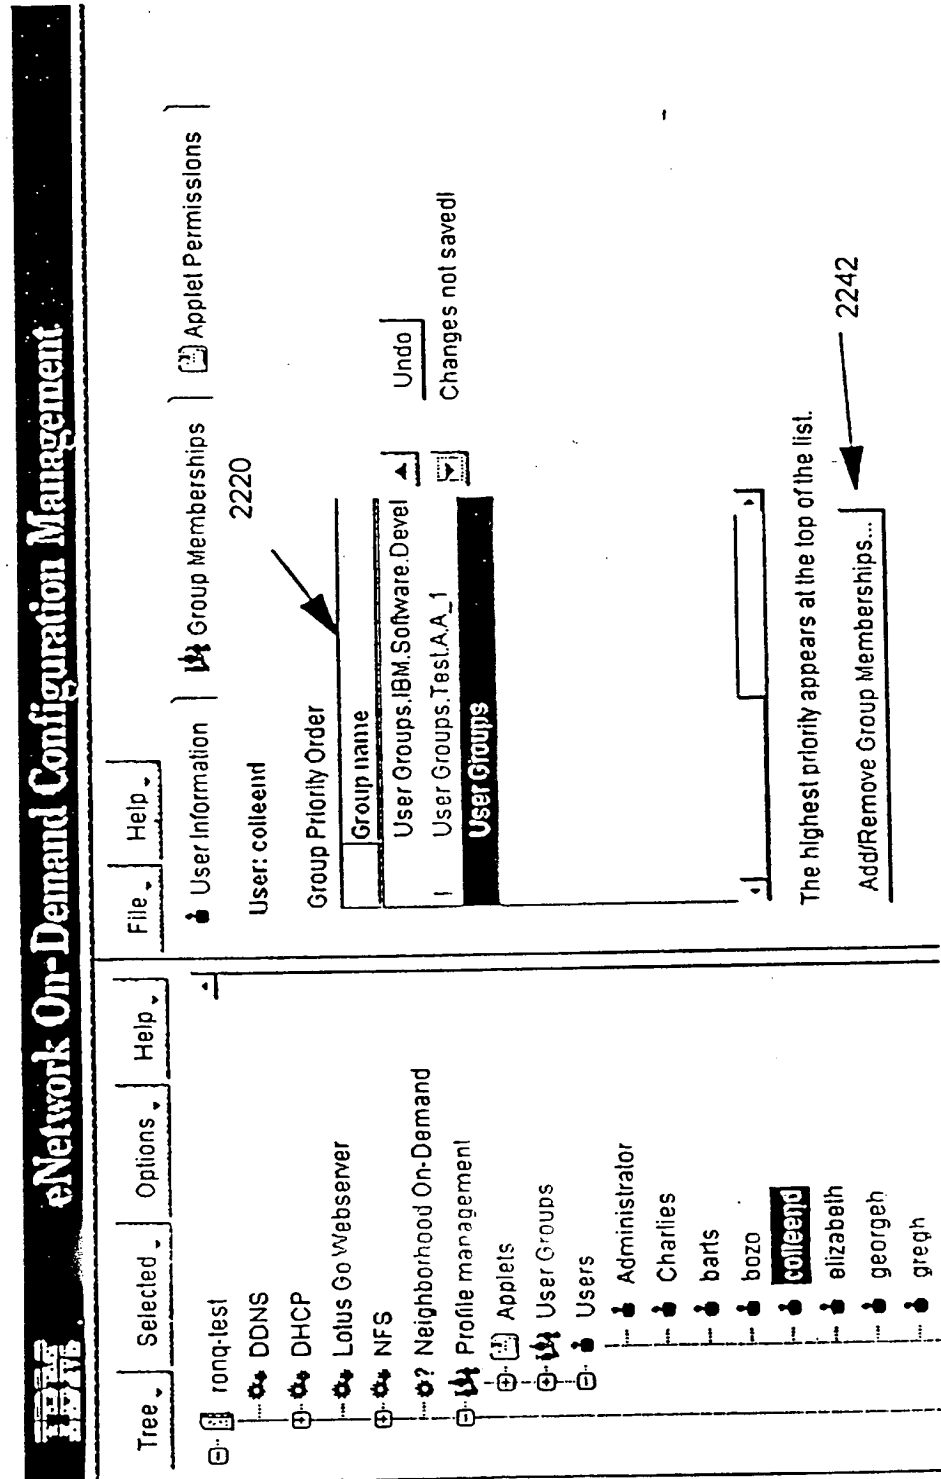 IBM eNetwork On-Demand Configuration Management
Tree Selected Options Help
ronq-test
DDNS
DHCP
Lotus Go Webserver
NFS
Neighborhood On-Demand
Profile management
Applets
User Groups
Users
Administrator
Charlies
barts
bozo
colleend
elizabeth
georgeh
gregh
File Help
User Information Group Memberships Applet Permissions
User: colleend
2220
Group Priority Order
Group name
User Groups.IBM.Software.Devel
User Groups.Test.A.A_1
User Groups
Undo
Changes not saved!
The highest priority appears at the top of the list.
Add/Remove Group Memberships...
2242